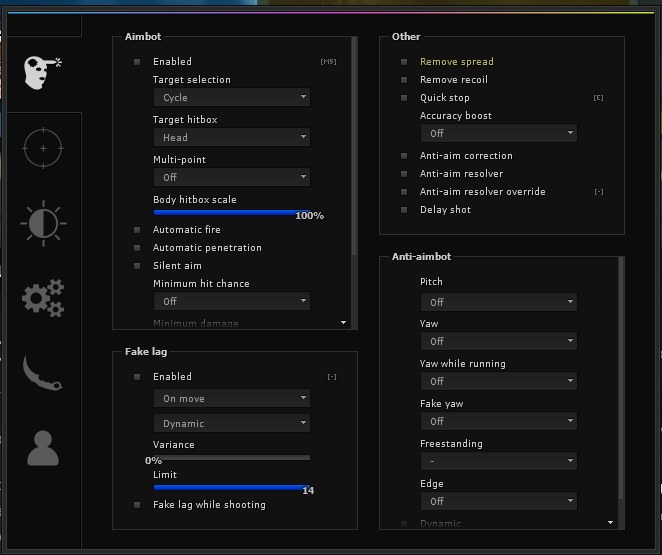 Aimbot
Enabled [M5]
Target selection
Cycle
Target hitbox
Head
Multi-point
Off
Body hitbox scale
100%
Automatic fire
Automatic penetration
Silent aim
Minimum hit chance
Off
Minimum damage
Fake lag
Enabled [-]
On move
Dynamic
Variance
0%
Limit
14
Fake lag while shooting
Other
Remove spread
Remove recoil
Quick stop [E]
Accuracy boost
Off
Anti-aim correction
Anti-aim resolver
Anti-aim resolver override [-]
Delay shot
Anti-aimbot
Pitch
Off
Yaw
Off
Yaw while running
Off
Fake yaw
Off
Freestanding
-
Edge
Off
Dynamic